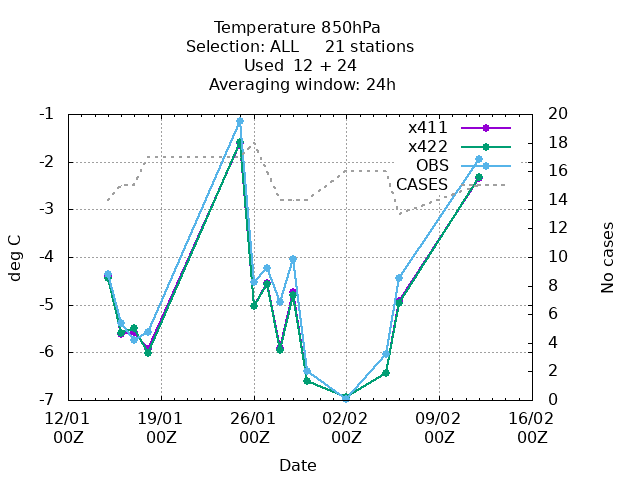 Temperature 850hPa
Selection: ALL 21 stations
Used 12 + 24
Averaging window: 24h
-1
-2
-3
-4
-5
-6
-7
deg C
20
18
16
14
12
10
8
6
4
2
0
No cases
x411
x422
OBS
CASES
12/01 19/01 26/01 02/02 09/02 16/02
00Z 00Z 00Z 00Z 00Z 00Z
Date